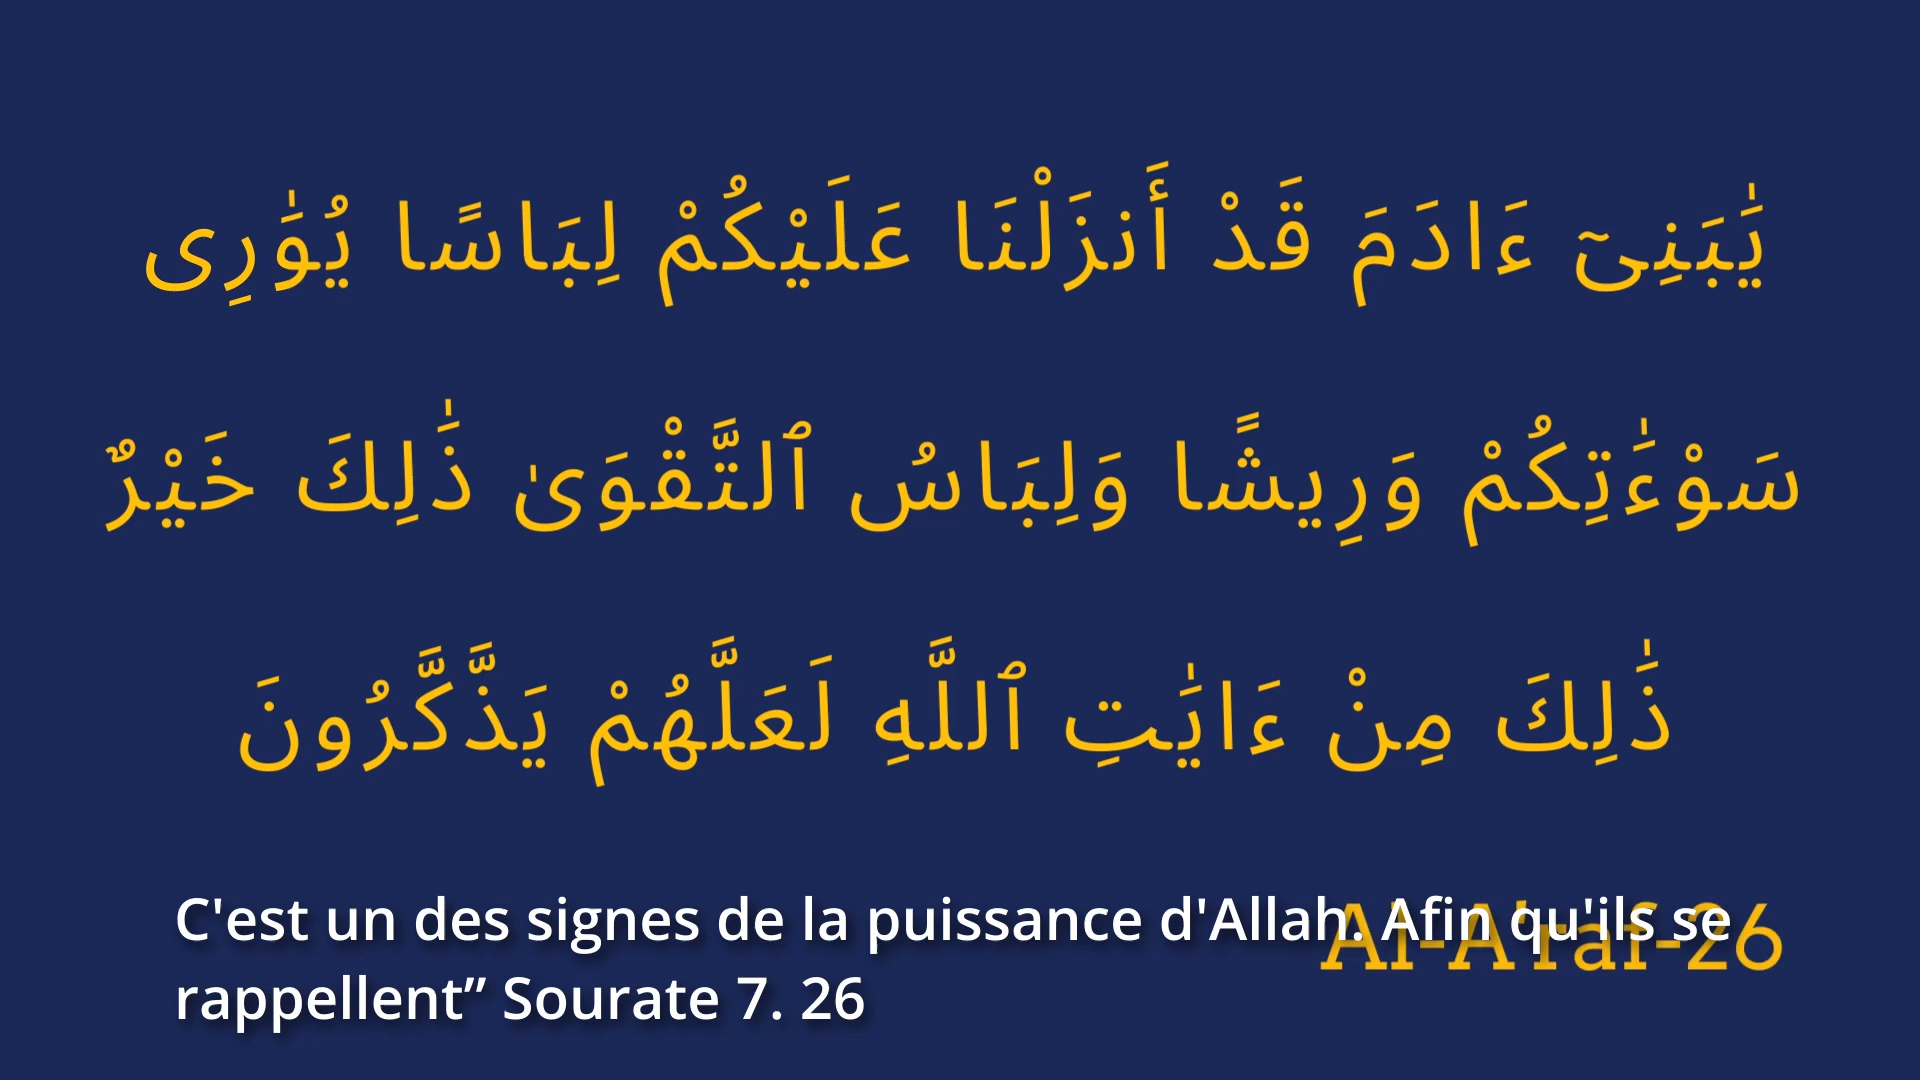 يَٰبَنِىٓ ءَادَمَ قَدْ أَنزَلْنَا عَلَيْكُمْ لِبَاسًا يُوَٰرِى
سَوْءَٰتِكُمْ وَرِيشًا وَلِبَاسُ ٱلتَّقْوَىٰ ذَٰلِكَ خَيْرٌ
ذَٰلِكَ مِنْ ءَايَٰتِ ٱللَّهِ لَعَلَّهُمْ يَذَّكَّرُونَ
C'est un des signes de la puissance d'Allah. Afin qu'ils se
rappellent” Sourate 7. 26
Al-A'raf-26